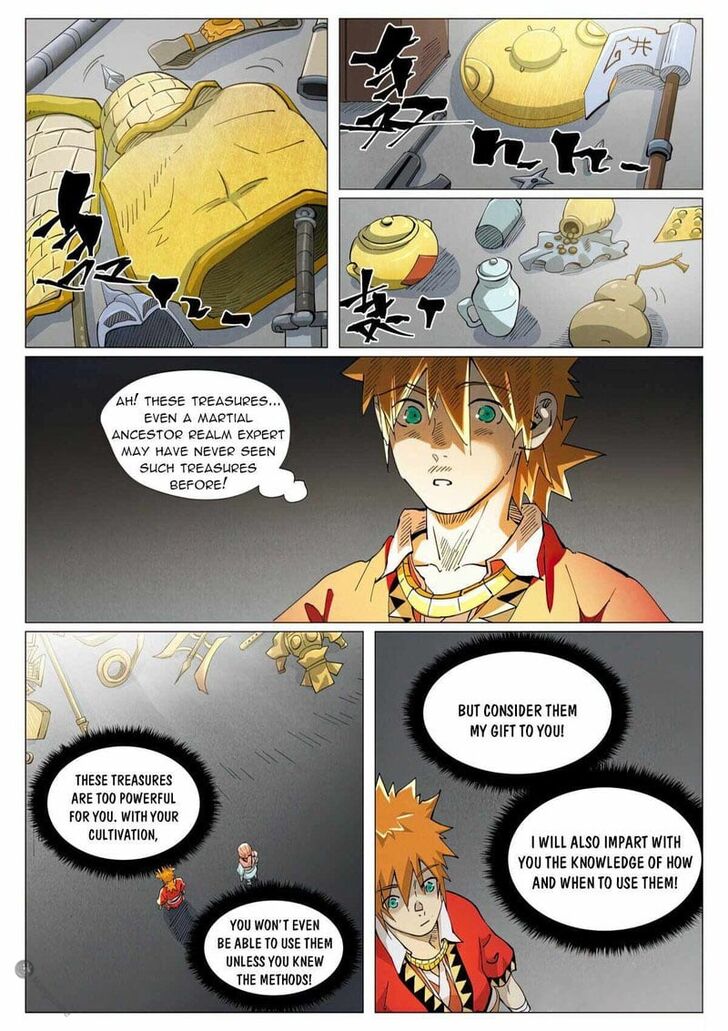 AH! THESE TREASURES...
EVEN A MARTIAL
ANCESTOR REALM EXPERT
MAY HAVE NEVER SEEN
SUCH TREASURES
BEFORE!
THESE TREASURES
ARE TOO POWERFUL
FOR YOU. WITH YOUR
CULTIVATION,
YOU WON'T EVEN
BE ABLE TO USE THEM
UNLESS YOU KNEW
THE METHODS!
BUT CONSIDER THEM
MY GIFT TO YOU!
I WILL ALSO IMPART WITH
YOU THE KNOWLEDGE OF HOW
AND WHEN TO USE THEM!